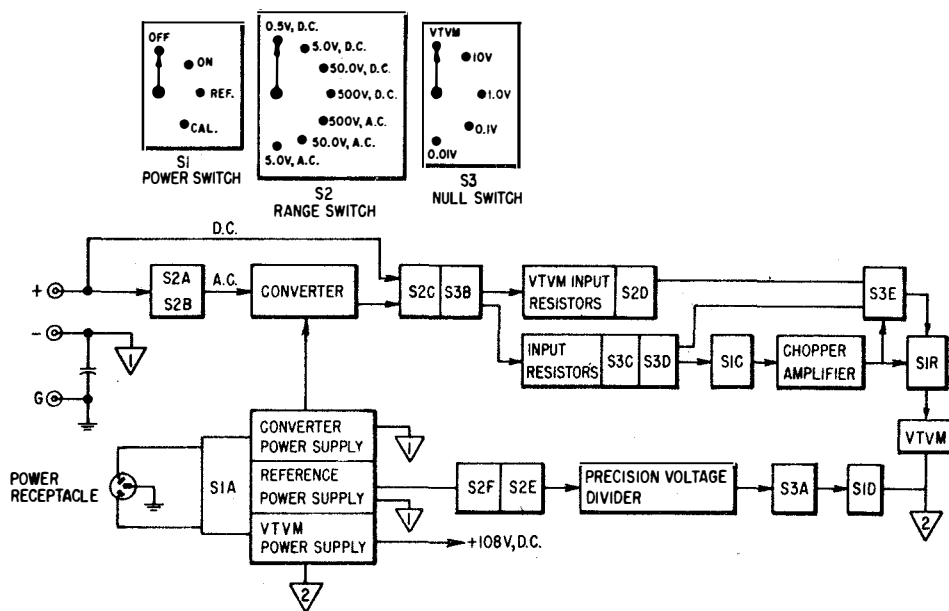 OFF
ON
REF.
CAL.
S1
POWER SWITCH
0.5V, D.C.
5.0V, D.C.
50.0V, D.C.
500V, D.C.
500V, A.C.
50.0V, A.C.
5.0V, A.C.
S2
RANGE SWITCH
VTVM
10V
1.0V
0.1V
0.01V
S3
NULL SWITCH
D.C.
+
S2A
S2B
A.C.
CONVERTER
S2C
S3B
VTVM INPUT
RESISTORS
S2D
S3E
-
1
INPUT
RESISTORS
S3C
S3D
S1C
CHOPPER
AMPLIFIER
S1R
G
VTVM
POWER
RECEPTACLE
S1A
CONVERTER
POWER SUPPLY
1
REFERENCE
POWER SUPPLY
1
VTVM
POWER SUPPLY
+108V, D.C.
2
S2F
S2E
PRECISION VOLTAGE
DIVIDER
S3A
S1D
2